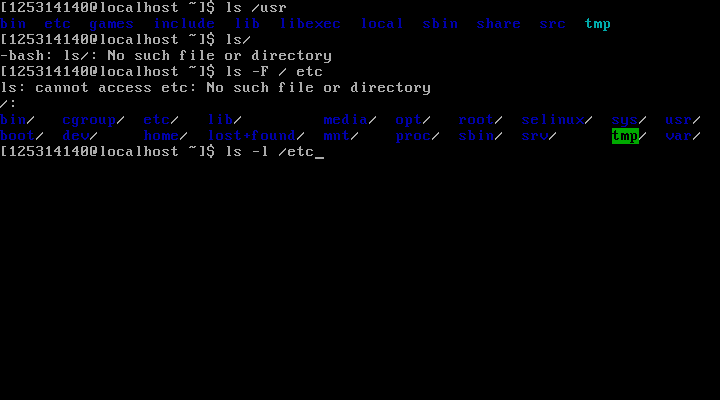 [125314140@localhost ~]$ ls /usr
bin  etc  games  include  lib  libexec  local  sbin  share  src  tmp
[125314140@localhost ~]$ ls/
-bash: ls/: No such file or directory
[125314140@localhost ~]$ ls -F / etc
ls: cannot access etc: No such file or directory
/:
bin/   cgroup/  etc/   lib/         media/  opt/   root/  selinux/  sys/  usr/
boot/  dev/     home/  lost+found/  mnt/    proc/  sbin/  srv/      tmp/  var/
[125314140@localhost ~]$ ls -l /etc_